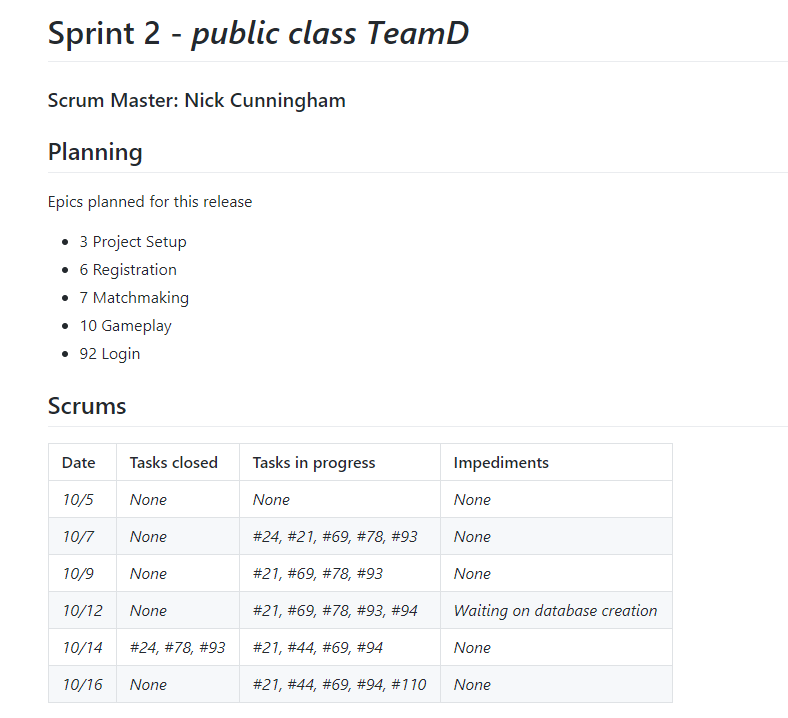 Sprint 2 - public class TeamD
Scrum Master: Nick Cunningham
Planning
Epics planned for this release
3 Project Setup
6 Registration
7 Matchmaking
10 Gameplay
92 Login
Scrums
Date Tasks closed Tasks in progress Impediments
10/5 None None None
10/7 None #24, #21, #69, #78, #93 None
10/9 None #21, #69, #78, #93 None
10/12 None #21, #69, #78, #93, #94 Waiting on database creation
10/14 #24, #78, #93 #21, #44, #69, #94 None
10/16 None #21, #44, #69, #94, #110 None